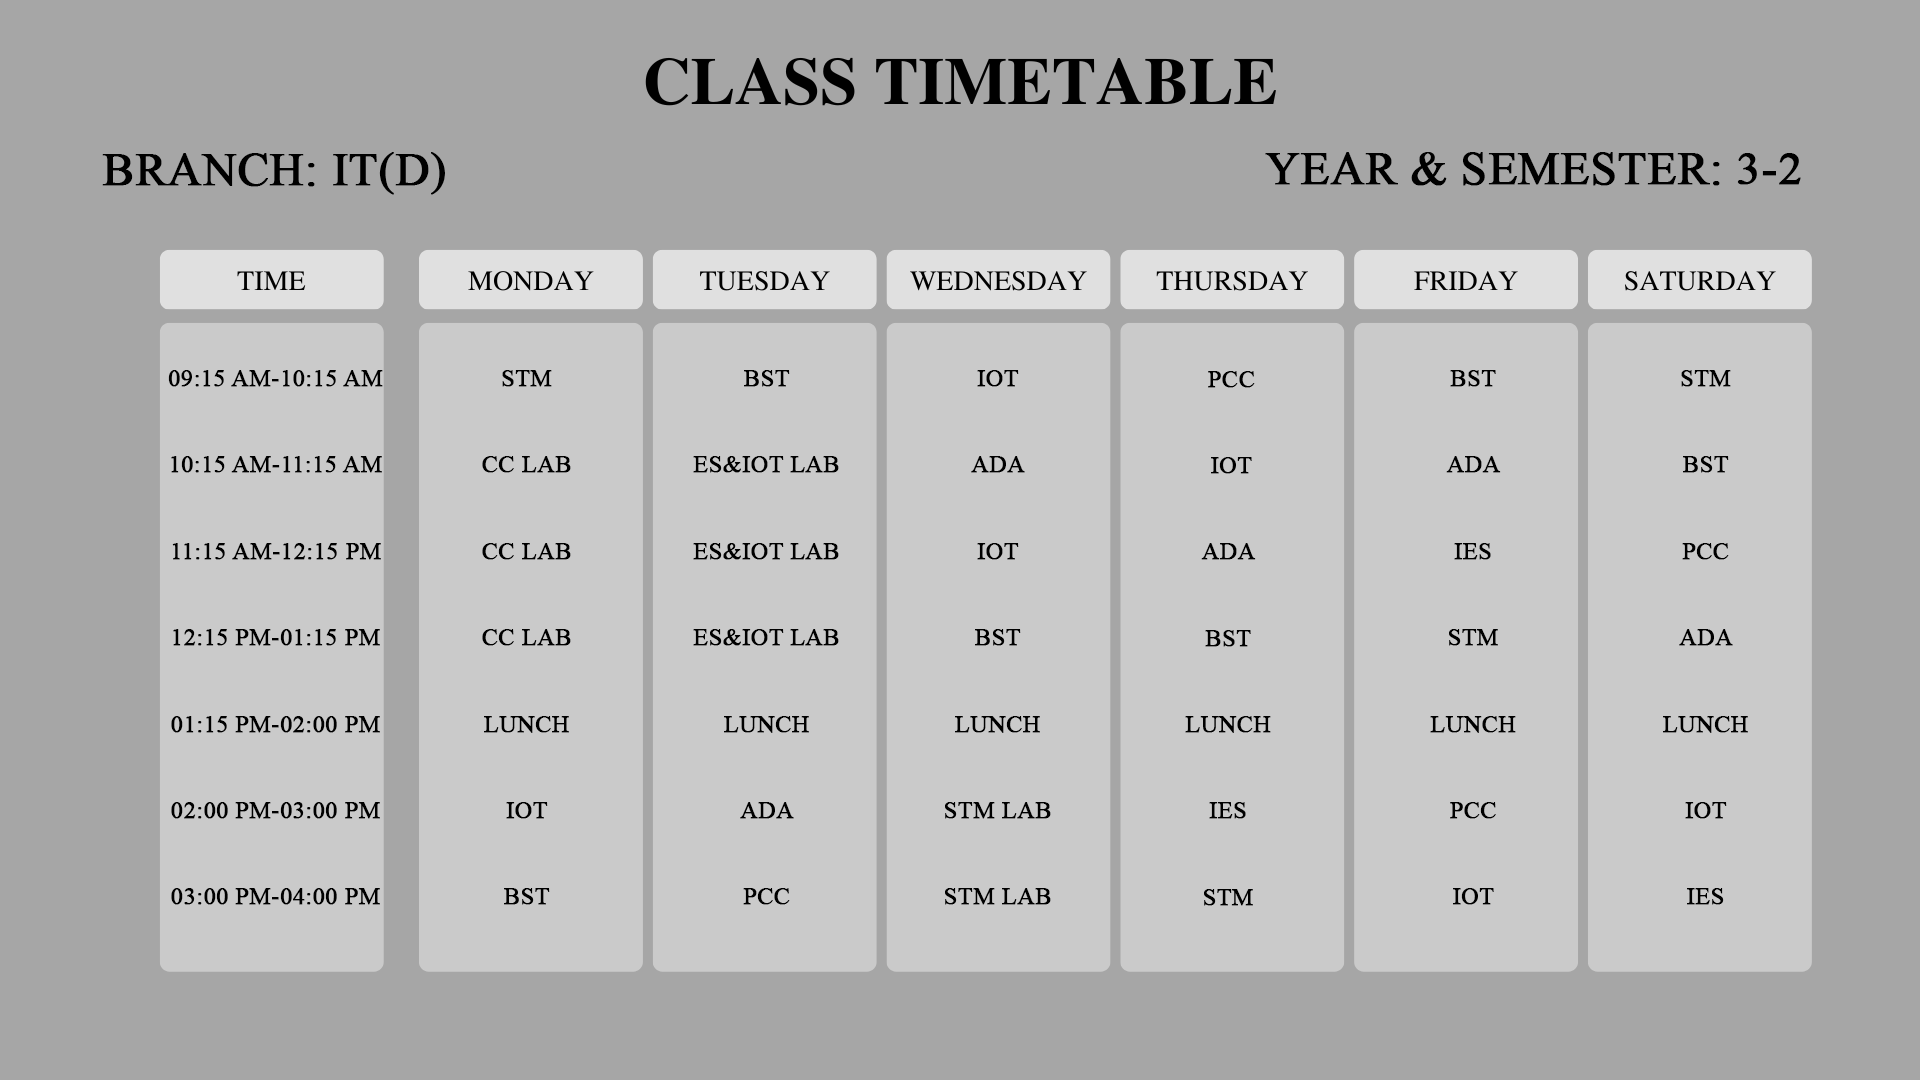 CLASS TIMETABLE
BRANCH: IT(D) YEAR & SEMESTER: 3-2
TIME MONDAY TUESDAY WEDNESDAY THURSDAY FRIDAY SATURDAY
09:15 AM-10:15 AM STM BST IOT PCC BST STM
10:15 AM-11:15 AM CC LAB ES&IOT LAB ADA IOT ADA BST
11:15 AM-12:15 PM CC LAB ES&IOT LAB IOT ADA IES PCC
12:15 PM-01:15 PM CC LAB ES&IOT LAB BST BST STM ADA
01:15 PM-02:00 PM LUNCH LUNCH LUNCH LUNCH LUNCH LUNCH
02:00 PM-03:00 PM IOT ADA STM LAB IES PCC IOT
03:00 PM-04:00 PM BST PCC STM LAB STM IOT IES